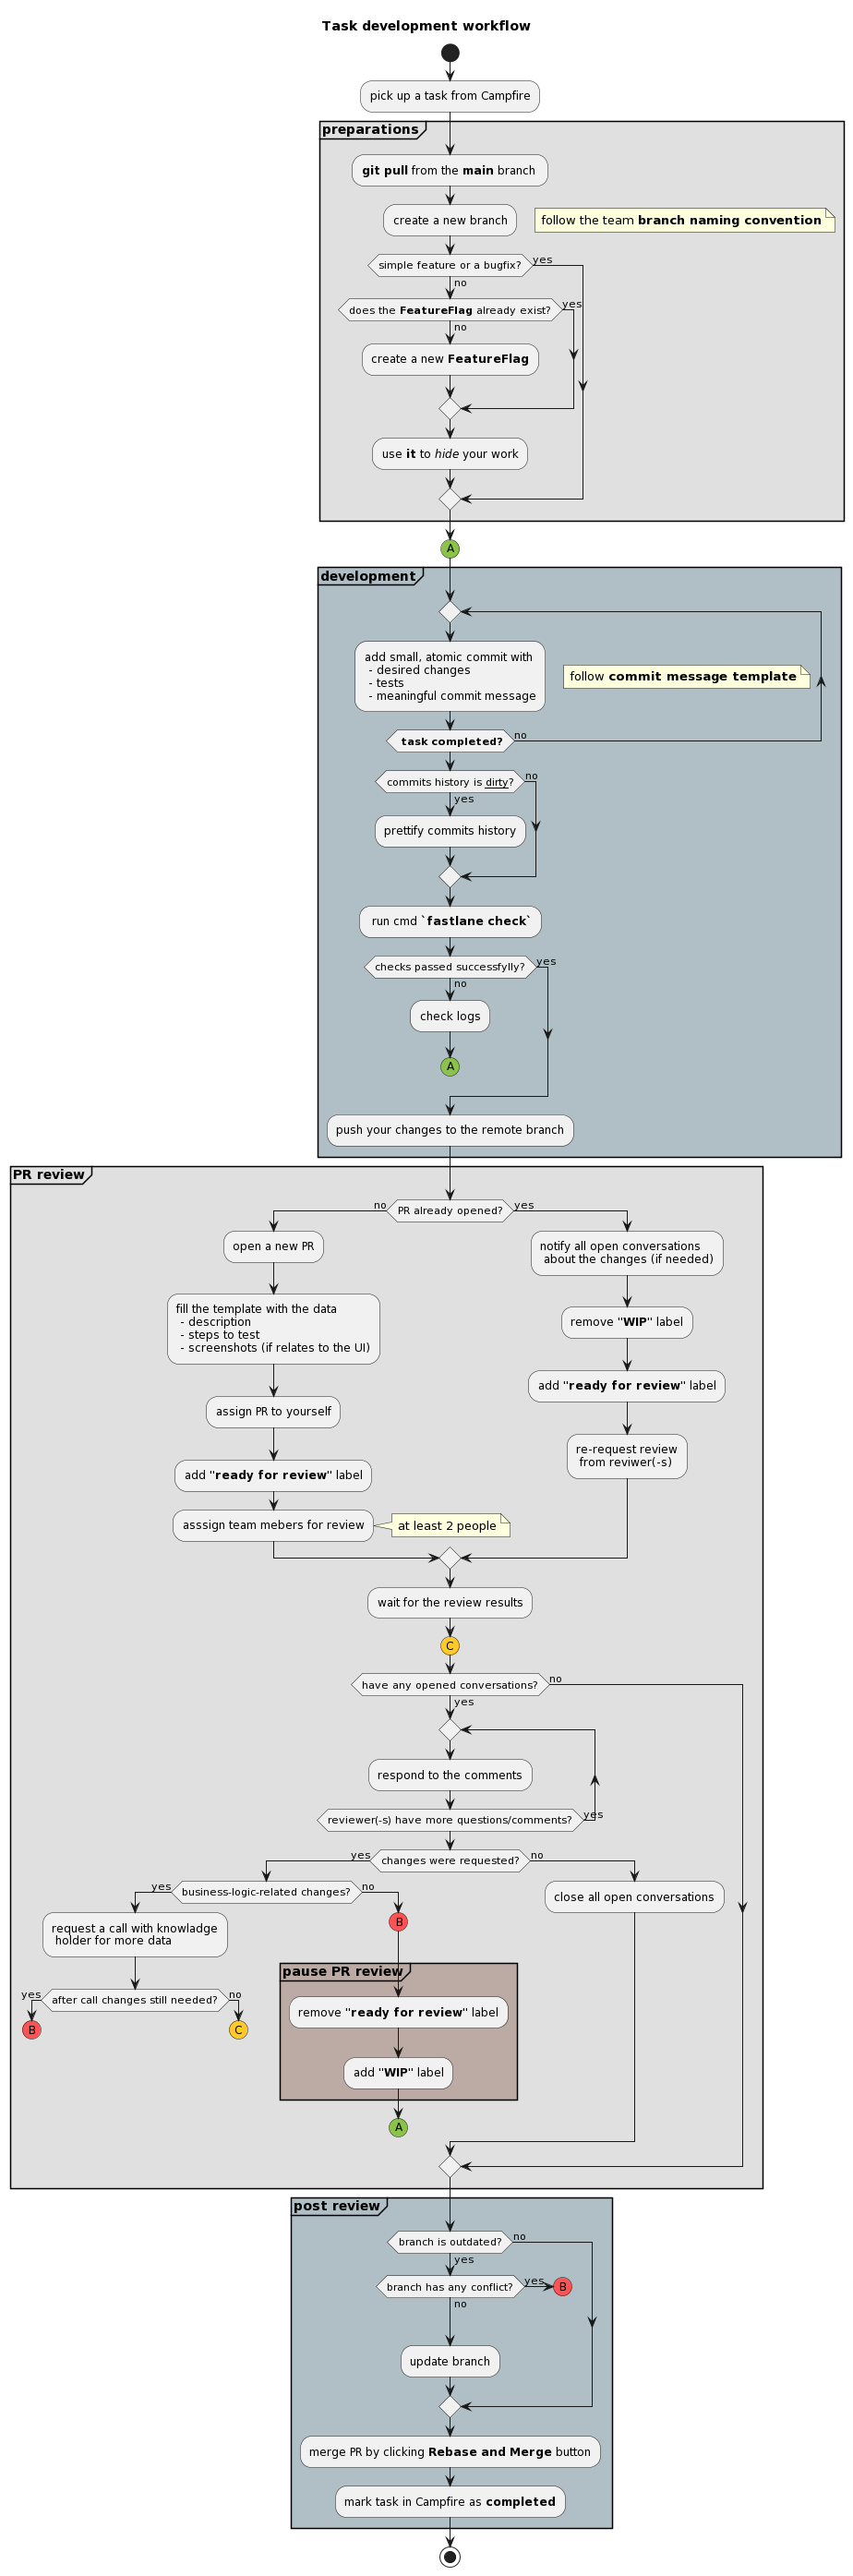 Task development workflow
pick up a task from Campfire
preparations
git pull from the main branch
create a new branch
follow the team branch naming convention
simple feature or a bugfix?
yes
no
does the FeatureFlag already exist?
yes
no
create a new FeatureFlag
use it to hide your work
A
development
add small, atomic commit with
- desired changes
- tests
- meaningful commit message
follow commit message template
task completed?
no
commits history is dirty?
no
yes
prettify commits history
run cmd `fastlane check`
checks passed successfylly?
yes
no
check logs
A
push your changes to the remote branch
PR review
no
PR already opened?
yes
open a new PR
fill the template with the data
- description
- steps to test
- screenshots (if relates to the UI)
assign PR to yourself
add "ready for review" label
asssign team mebers for review
at least 2 people
notify all open conversations
about the changes (if needed)
remove "WIP" label
add "ready for review" label
re-request review
from reviwer(-s)
wait for the review results
C
have any opened conversations?
no
yes
respond to the comments
reviewer(-s) have more questions/comments?
yes
yes
changes were requested?
no
yes
business-logic-related changes?
no
close all open conversations
request a call with knowladge
holder for more data
B
yes
after call changes still needed?
no
B
C
pause PR review
remove "ready for review" label
add "WIP" label
A
post review
branch is outdated?
no
yes
branch has any conflict?
yes
B
no
update branch
merge PR by clicking Rebase and Merge button
mark task in Campfire as completed